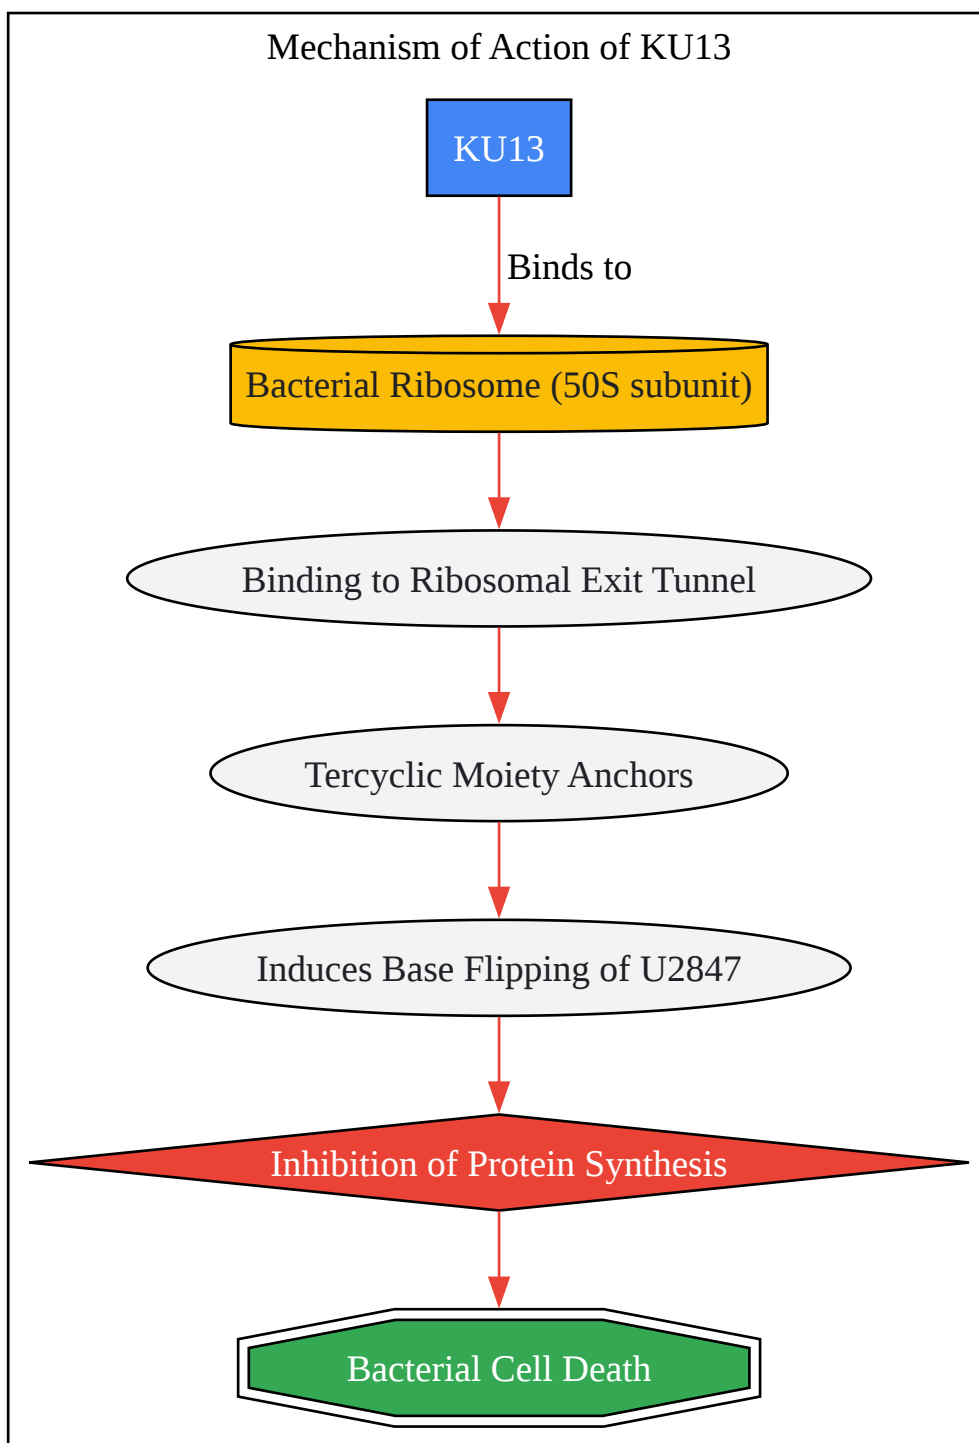 Mechanism of Action of KU13
KU13
Binds to
Bacterial Ribosome (50S subunit)
Binding to Ribosomal Exit Tunnel
Tercyclic Moiety Anchors
Induces Base Flipping of U2847
Inhibition of Protein Synthesis
Bacterial Cell Death